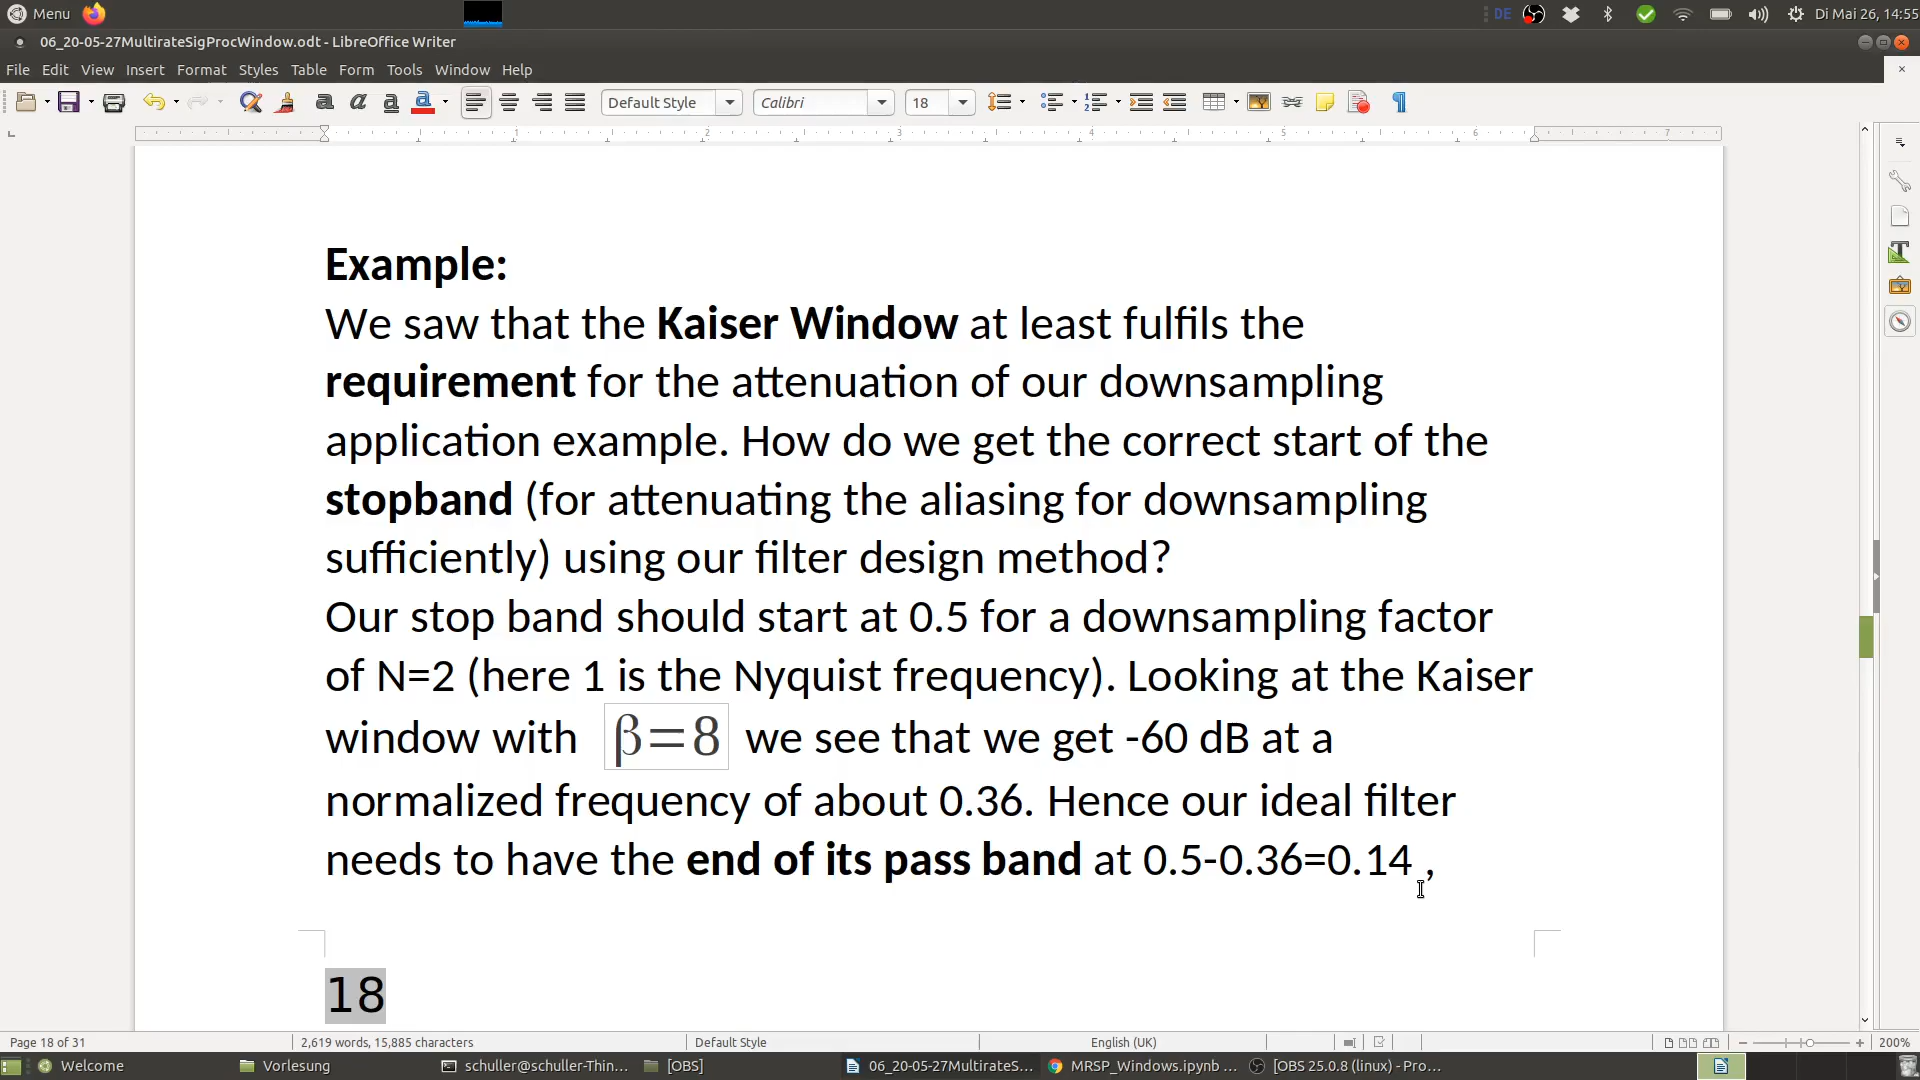 Menu
DE
Di Mai 26, 14:55
06_20-05-27MultirateSigProcWindow.odt - LibreOffice Writer
File Edit View Insert Format Styles Table Form Tools Window Help
Default Style
Calibri
18
1 2 3 4 5 6 7
Example:
We saw that the Kaiser Window at least fulfils the
requirement for the attenuation of our downsampling
application example. How do we get the correct start of the
stopband (for attenuating the aliasing for downsampling
sufficiently) using our filter design method?
Our stop band should start at 0.5 for a downsampling factor
of N=2 (here 1 is the Nyquist frequency). Looking at the Kaiser
window with β=8 we see that we get -60 dB at a
normalized frequency of about 0.36. Hence our ideal filter
needs to have the end of its pass band at 0.5-0.36=0.14 ,
18
Page 18 of 31
2,619 words, 15,885 characters
Default Style
English (UK)
200%
Welcome
Vorlesung
schuller@schuller-Thin...
[OBS]
06_20-05-27MultirateS...
MRSP_Windows.ipynb ...
[OBS 25.0.8 (linux) - Pro...